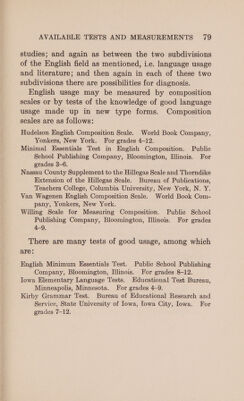 AVAILABLE TESTS AND MEASUREMENTS 79
studies; and again as between the two subdivisions
of the English field as mentioned, i.e. language usage
and literature; and then again in each of these two
subdivisions there are possibilities for diagnosis.
English usage may be measured by composition
scales or by tests of the knowledge of good language
usage made up in new type forms. Composition
scales are as follows:
Hudelson English Composition Scale. World Book Company,
Yonkers, New York. For grades 4–12.
Minimal Essentials Test in English Composition. Public
School Publishing Company, Bloomington, Illinois. For
grades 3–6.
Nassau County Supplement to the Hillegas Scale and Thorndike
Extension of the Hillegas Scale. Bureau of Publications,
Teachers College, Columbia University, New York, N. Y.
Van Wagenen English Composition Scale. World Book Com-
pany, Yonkers, New York.
Willing Scale for Measuring Composition. Public School
Publishing Company, Bloomington, Illinois. For grades
4–9.
There are many tests of good usage, among which
are:
English Minimum Essentials Test. Public School Publishing
Company, Bloomington, Illinois. For grades 8–12.
Iowa Elementary Language Tests. Educational Test Bureau,
Minneapolis, Minnesota. For grades 4–9.
Kirby Grammar Test. Bureau of Educational Research and
Service, State University of Iowa, Iowa City, Iowa. For
grades 7–12.